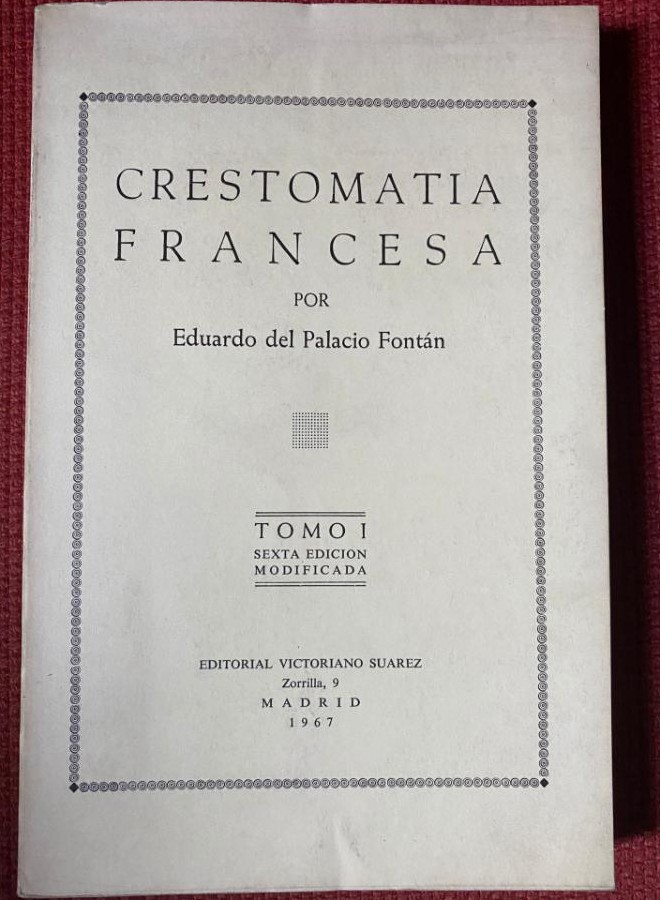 CRESTOMATIA
FRANCESA
POR
Eduardo del Palacio Fontán
TOMO I
SEXTA EDICION
MODIFICADA
EDITORIAL VICTORIANO SUAREZ
Zorrilla, 9
MADRID
1967